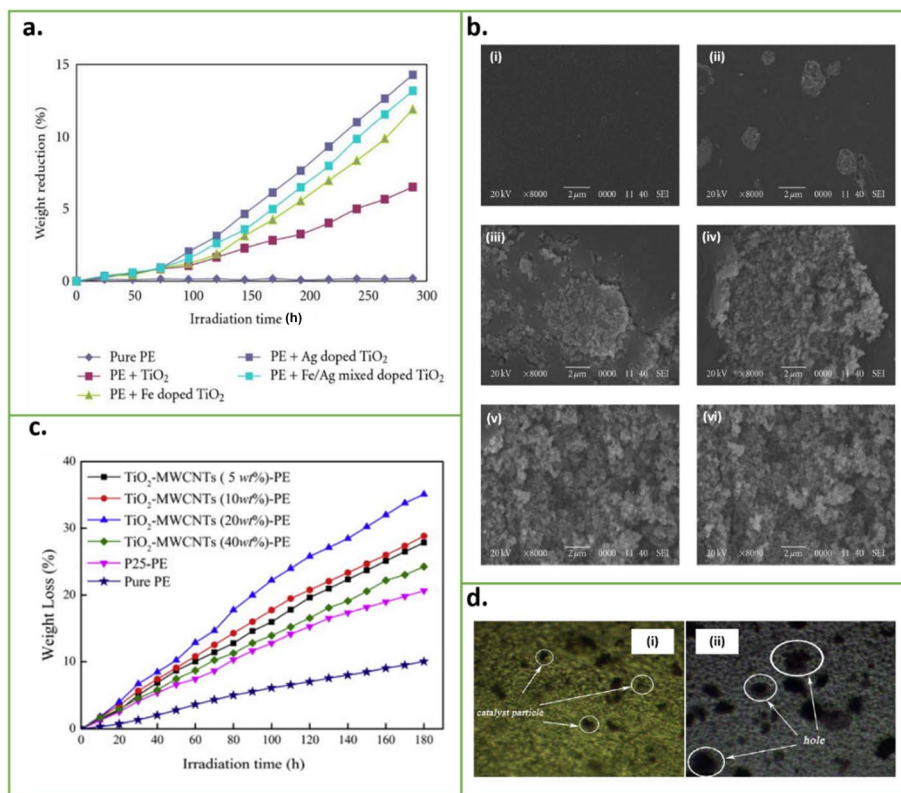 a.
15
10
5
0
Weight reduction (%)
0 50 100 150 200 250 300
Irradiation time (h)
Pure PE
PE + TiO₂
PE + Fe doped TiO₂
PE + Ag doped TiO₂
PE + Fe/Ag mixed doped TiO₂
b.
(i)
20 kV ×8000 2 μm 0000 11 40 SEI
(ii)
20 kV ×8000 2 μm 0000 11 40 SEI
(iii)
20 kV ×8000 2 μm 0000 11 40 SEI
(iv)
20 kV ×8000 2 μm 0000 11 40 SEI
(v)
20 kV ×8000 2 μm 0000 11 40 SEI
(vi)
20 kV ×8000 2 μm 0000 11 40 SEI
c.
40
30
20
10
0
Weight Loss (%)
TiO₂-MWCNTs ( 5 wt%)-PE
TiO₂-MWCNTs (10wt%)-PE
TiO₂-MWCNTs (20wt%)-PE
TiO₂-MWCNTs (40wt%)-PE
P25-PE
Pure PE
0 20 40 60 80 100 120 140 160 180
Irradiation time (h)
d.
(i)
catalyst particle
(ii)
hole